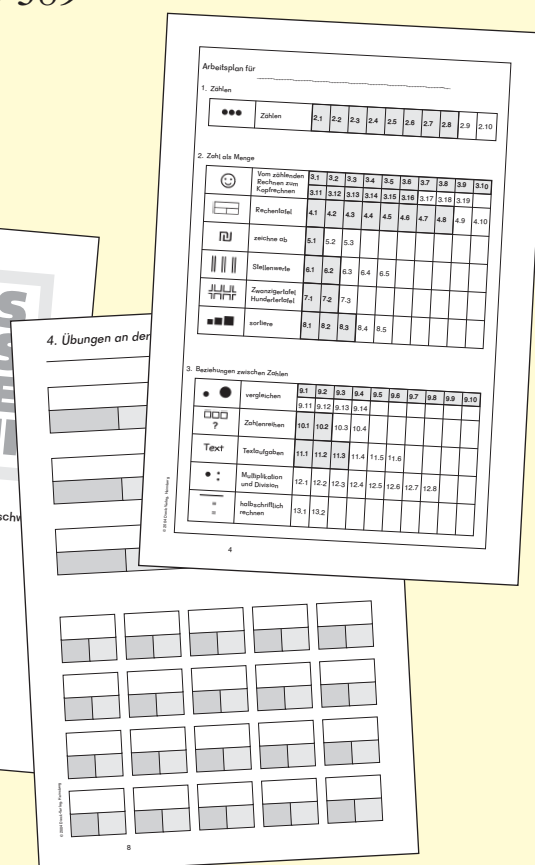 Arbeitsplan für
1. Zählen
Zählen 2.1 2.2 2.3 2.4 2.5 2.6 2.7 2.8 2.9 2.10
2. Zahl als Menge
Vom zählenden Rechnen zum Kopfrechnen 3.1 3.2 3.3 3.4 3.5 3.6 3.7 3.8 3.9 3.10
3.11 3.12 3.13 3.14 3.15 3.16 3.17 3.18 3.19
Rechentafel 4.1 4.2 4.3 4.4 4.5 4.6 4.7 4.8 4.9 4.10
zeichne ab 5.1 5.2 5.3
Stellenwerte 6.1 6.2 6.3 6.4 6.5
Zwanzigertafel
Hundertertafel 7.1 7.2 7.3
sortiere 8.1 8.2 8.3 8.4 8.5
3. Beziehungen zwischen Zahlen
vergleichen 9.1 9.2 9.3 9.4 9.5 9.6 9.7 9.8 9.9 9.10
9.11 9.12 9.13 9.14
? Zahlenreihen 10.1 10.2 10.3 10.4
Text Textaufgaben 11.1 11.2 11.3 11.4 11.5 11.6
Multiplikation
und Division 12.1 12.2 12.3 12.4 12.5 12.6 12.7 12.8
halbschriftlich
rechnen 13.1 13.2
4
4. Übungen an der
8